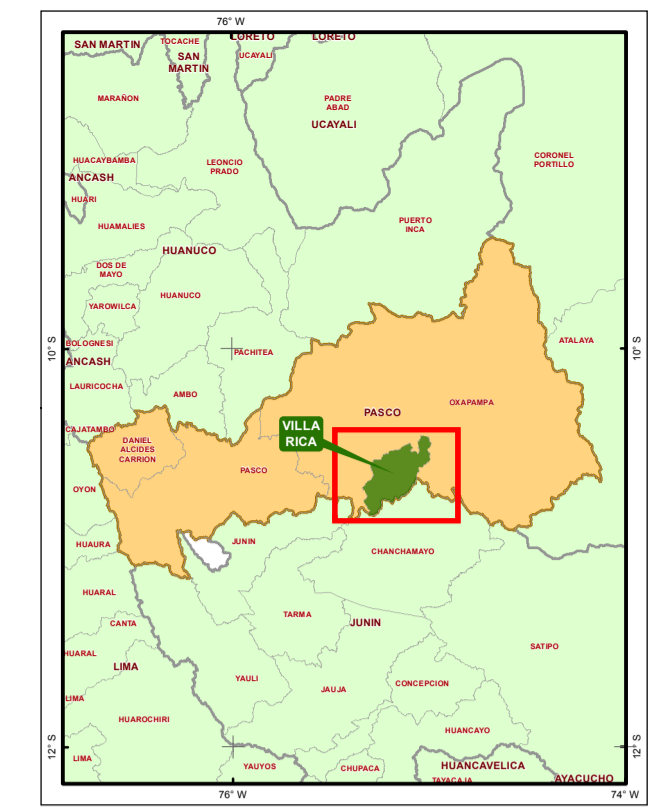 76° W
LORETO
LORETO
SAN MARTIN
TOCACHE
SAN
MARTIN
UCAYALI
MARAÑON
PADRE
ABAD
UCAYALI
HUACAYBAMBA
LEONCIO
PRADO
CORONEL
PORTILLO
ANCASH
HUARI
HUAMALIES
PUERTO
INCA
HUANUCO
DOS DE
MAYO
HUANUCO
YAROWILCA
10° S
BOLOGNESI
PACHITEA
ATALAYA
10° S
ANCASH
LAURICOCHA
AMBO
OXAPAMPA
PASCO
CAJATAMBO
VILLA
RICA
DANIEL
ALCIDES
CARRION
PASCO
OYON
HUAURA
JUNIN
CHANCHAMAYO
HUARAL
TARMA
CANTA
JUNIN
HUARAL
SATIPO
LIMA
YAULI
JAUJA
CONCEPCION
LIMA
HUAROCHIRI
HUANCAYO
12° S
12° S
LIMA
YAUYOS
CHUPACA
HUANCAVELICA
TAYACAJA
AYACUCHO
76° W
74° W